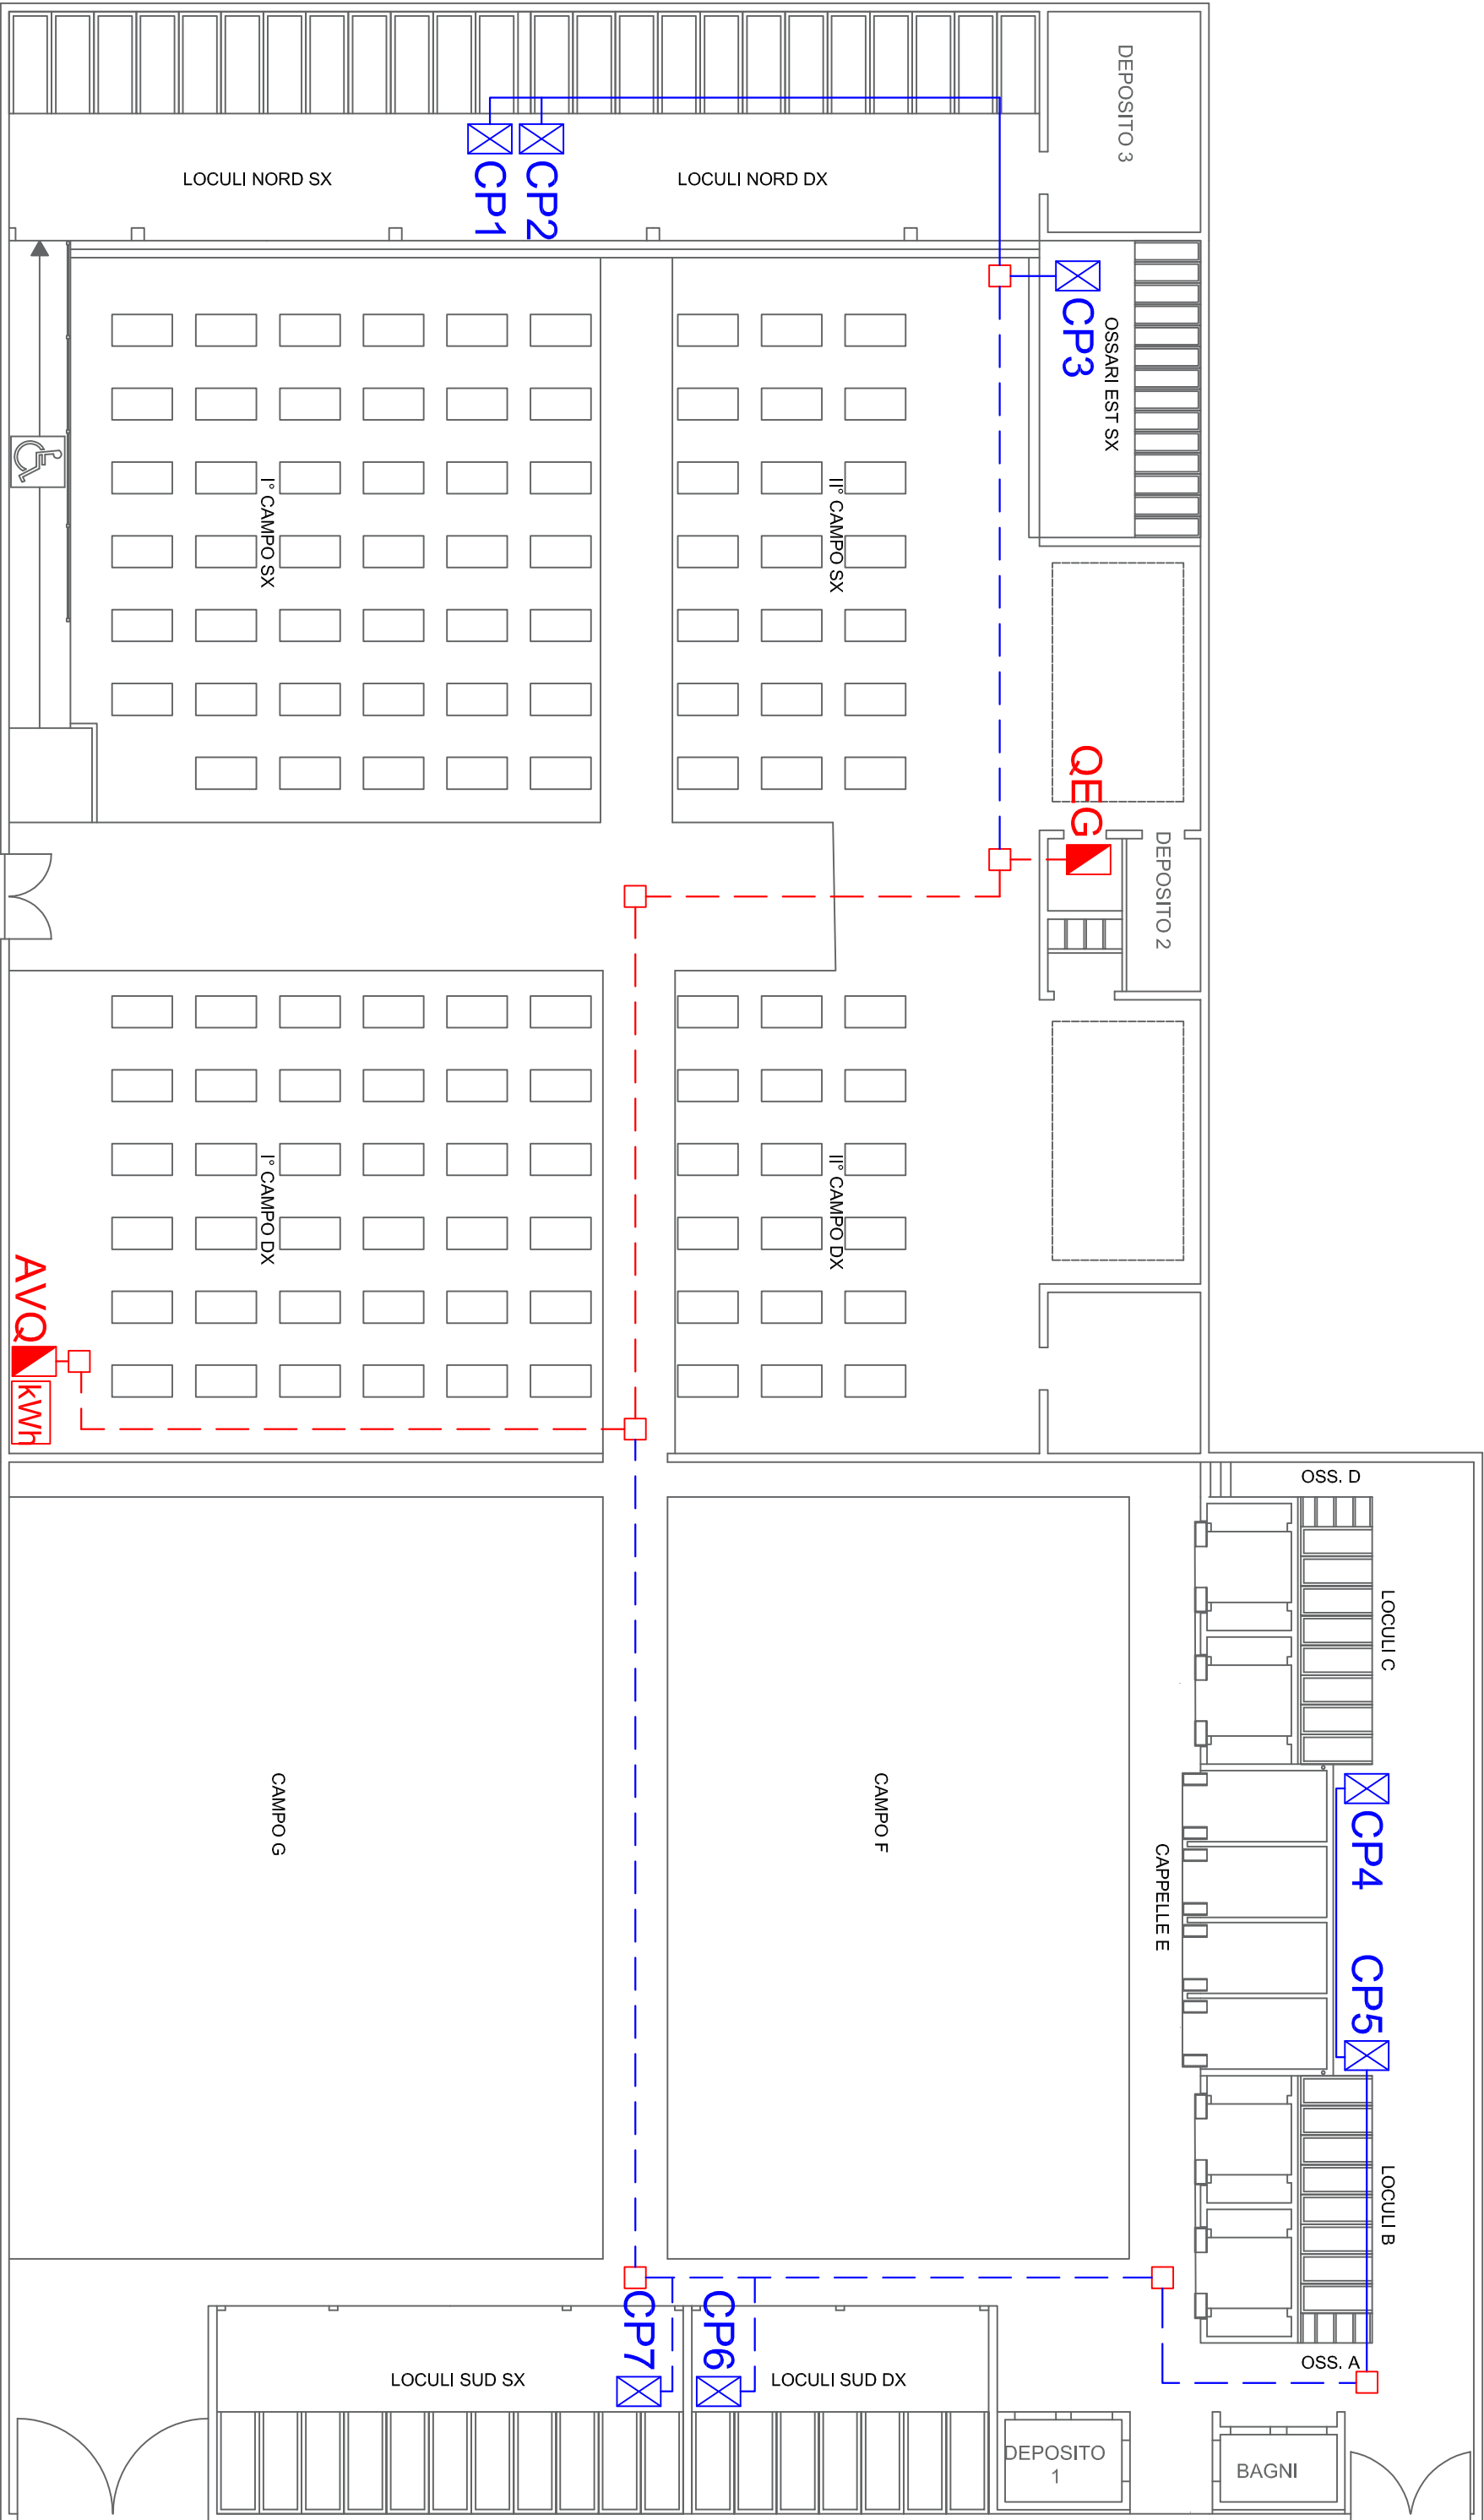 DEPOSITO 3
LOCULI NORD SX
LOCULI NORD DX
CP1
CP2
CP3
OSSARI EST SX
I° CAMPO SX
II° CAMPO SX
QEG
DEPOSITO 2
I° CAMPO DX
II° CAMPO DX
AVQ
kWh
OSS. D
LOCULI C
CAMPO G
CAMPO F
CAPPELLE E
CP4
CP5
LOCULI B
CP7
CP6
OSS. A
LOCULI SUD SX
LOCULI SUD DX
DEPOSITO
1
BAGNI